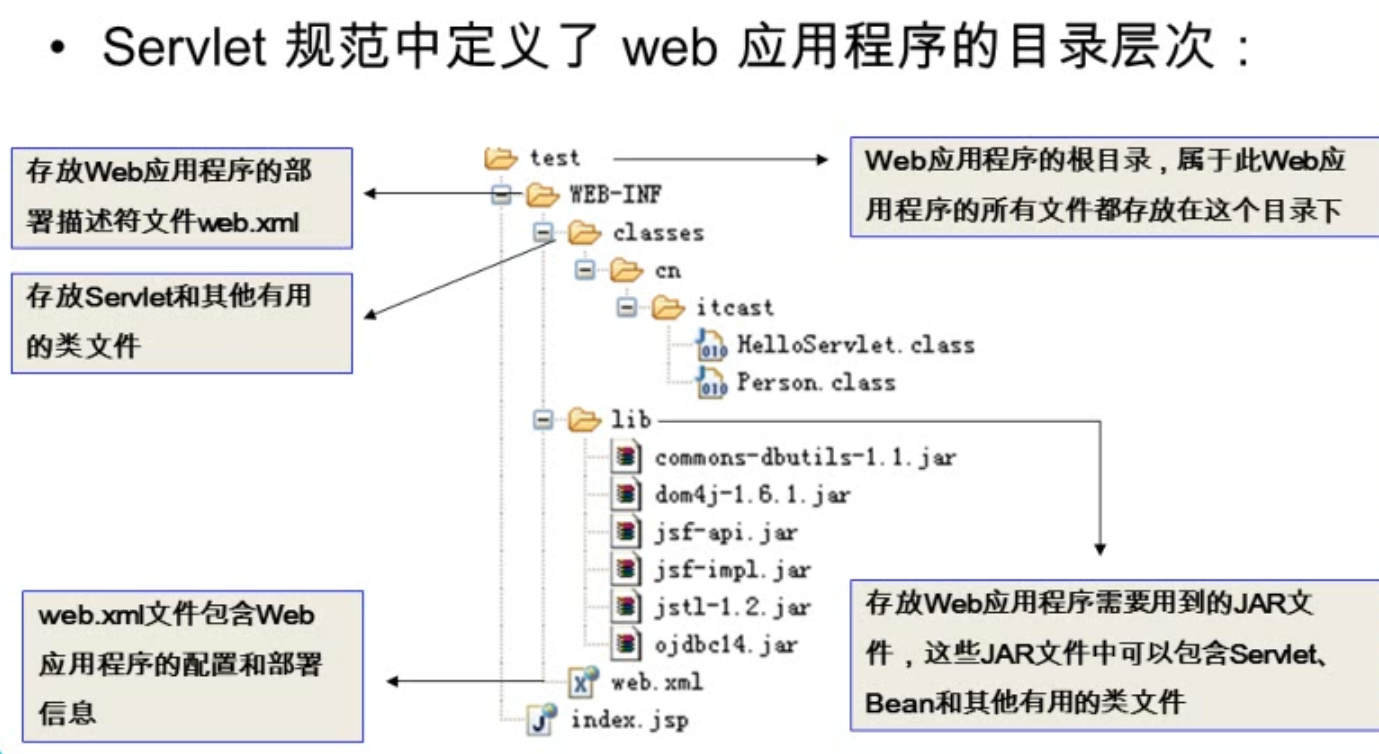 • Servlet 规范中定义了 web 应用程序的目录层次：
存放Web应用程序的部
署描述符文件web.xml
存放Servlet和其他有用
的类文件
web.xml文件包含Web
应用程序的配置和部署
信息
test
WEB-INF
classes
cn
itcast
HelloServlet.class
Person.class
lib
commons-dbutils-1.1.jar
dom4j-1.6.1.jar
jsf-api.jar
jsf-impl.jar
jstl-1.2.jar
ojdbc14.jar
web.xml
index.jsp
Web应用程序的根目录，属于此Web应
用程序的所有文件都存放在这个目录下
存放Web应用程序需要用到的JAR文
件，这些JAR文件中可以包含Servlet、
Bean和其他有用的类文件